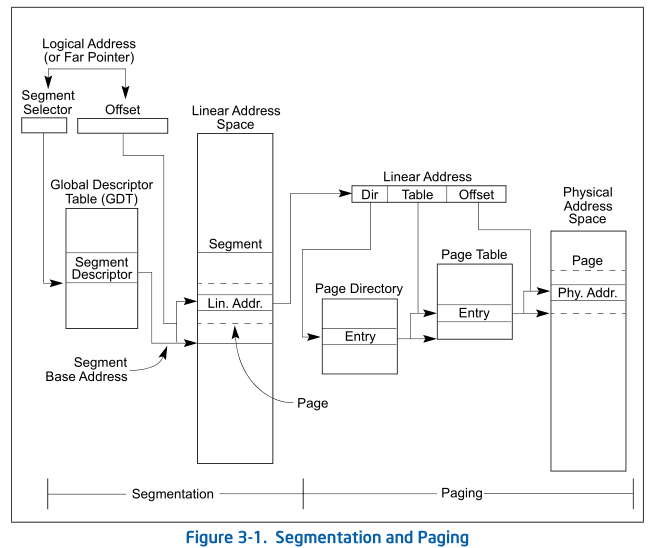 Logical Address
(or Far Pointer)
Segment
Selector
Offset
Linear Address
Space
Global Descriptor
Table (GDT)
Segment
Descriptor
Segment
Lin. Addr.
Segment
Base Address
Page
Linear Address
Dir
Table
Offset
Physical
Address
Space
Page Table
Page
Phy. Addr.
Page Directory
Entry
Entry
Segmentation
Paging
Figure 3-1. Segmentation and Paging